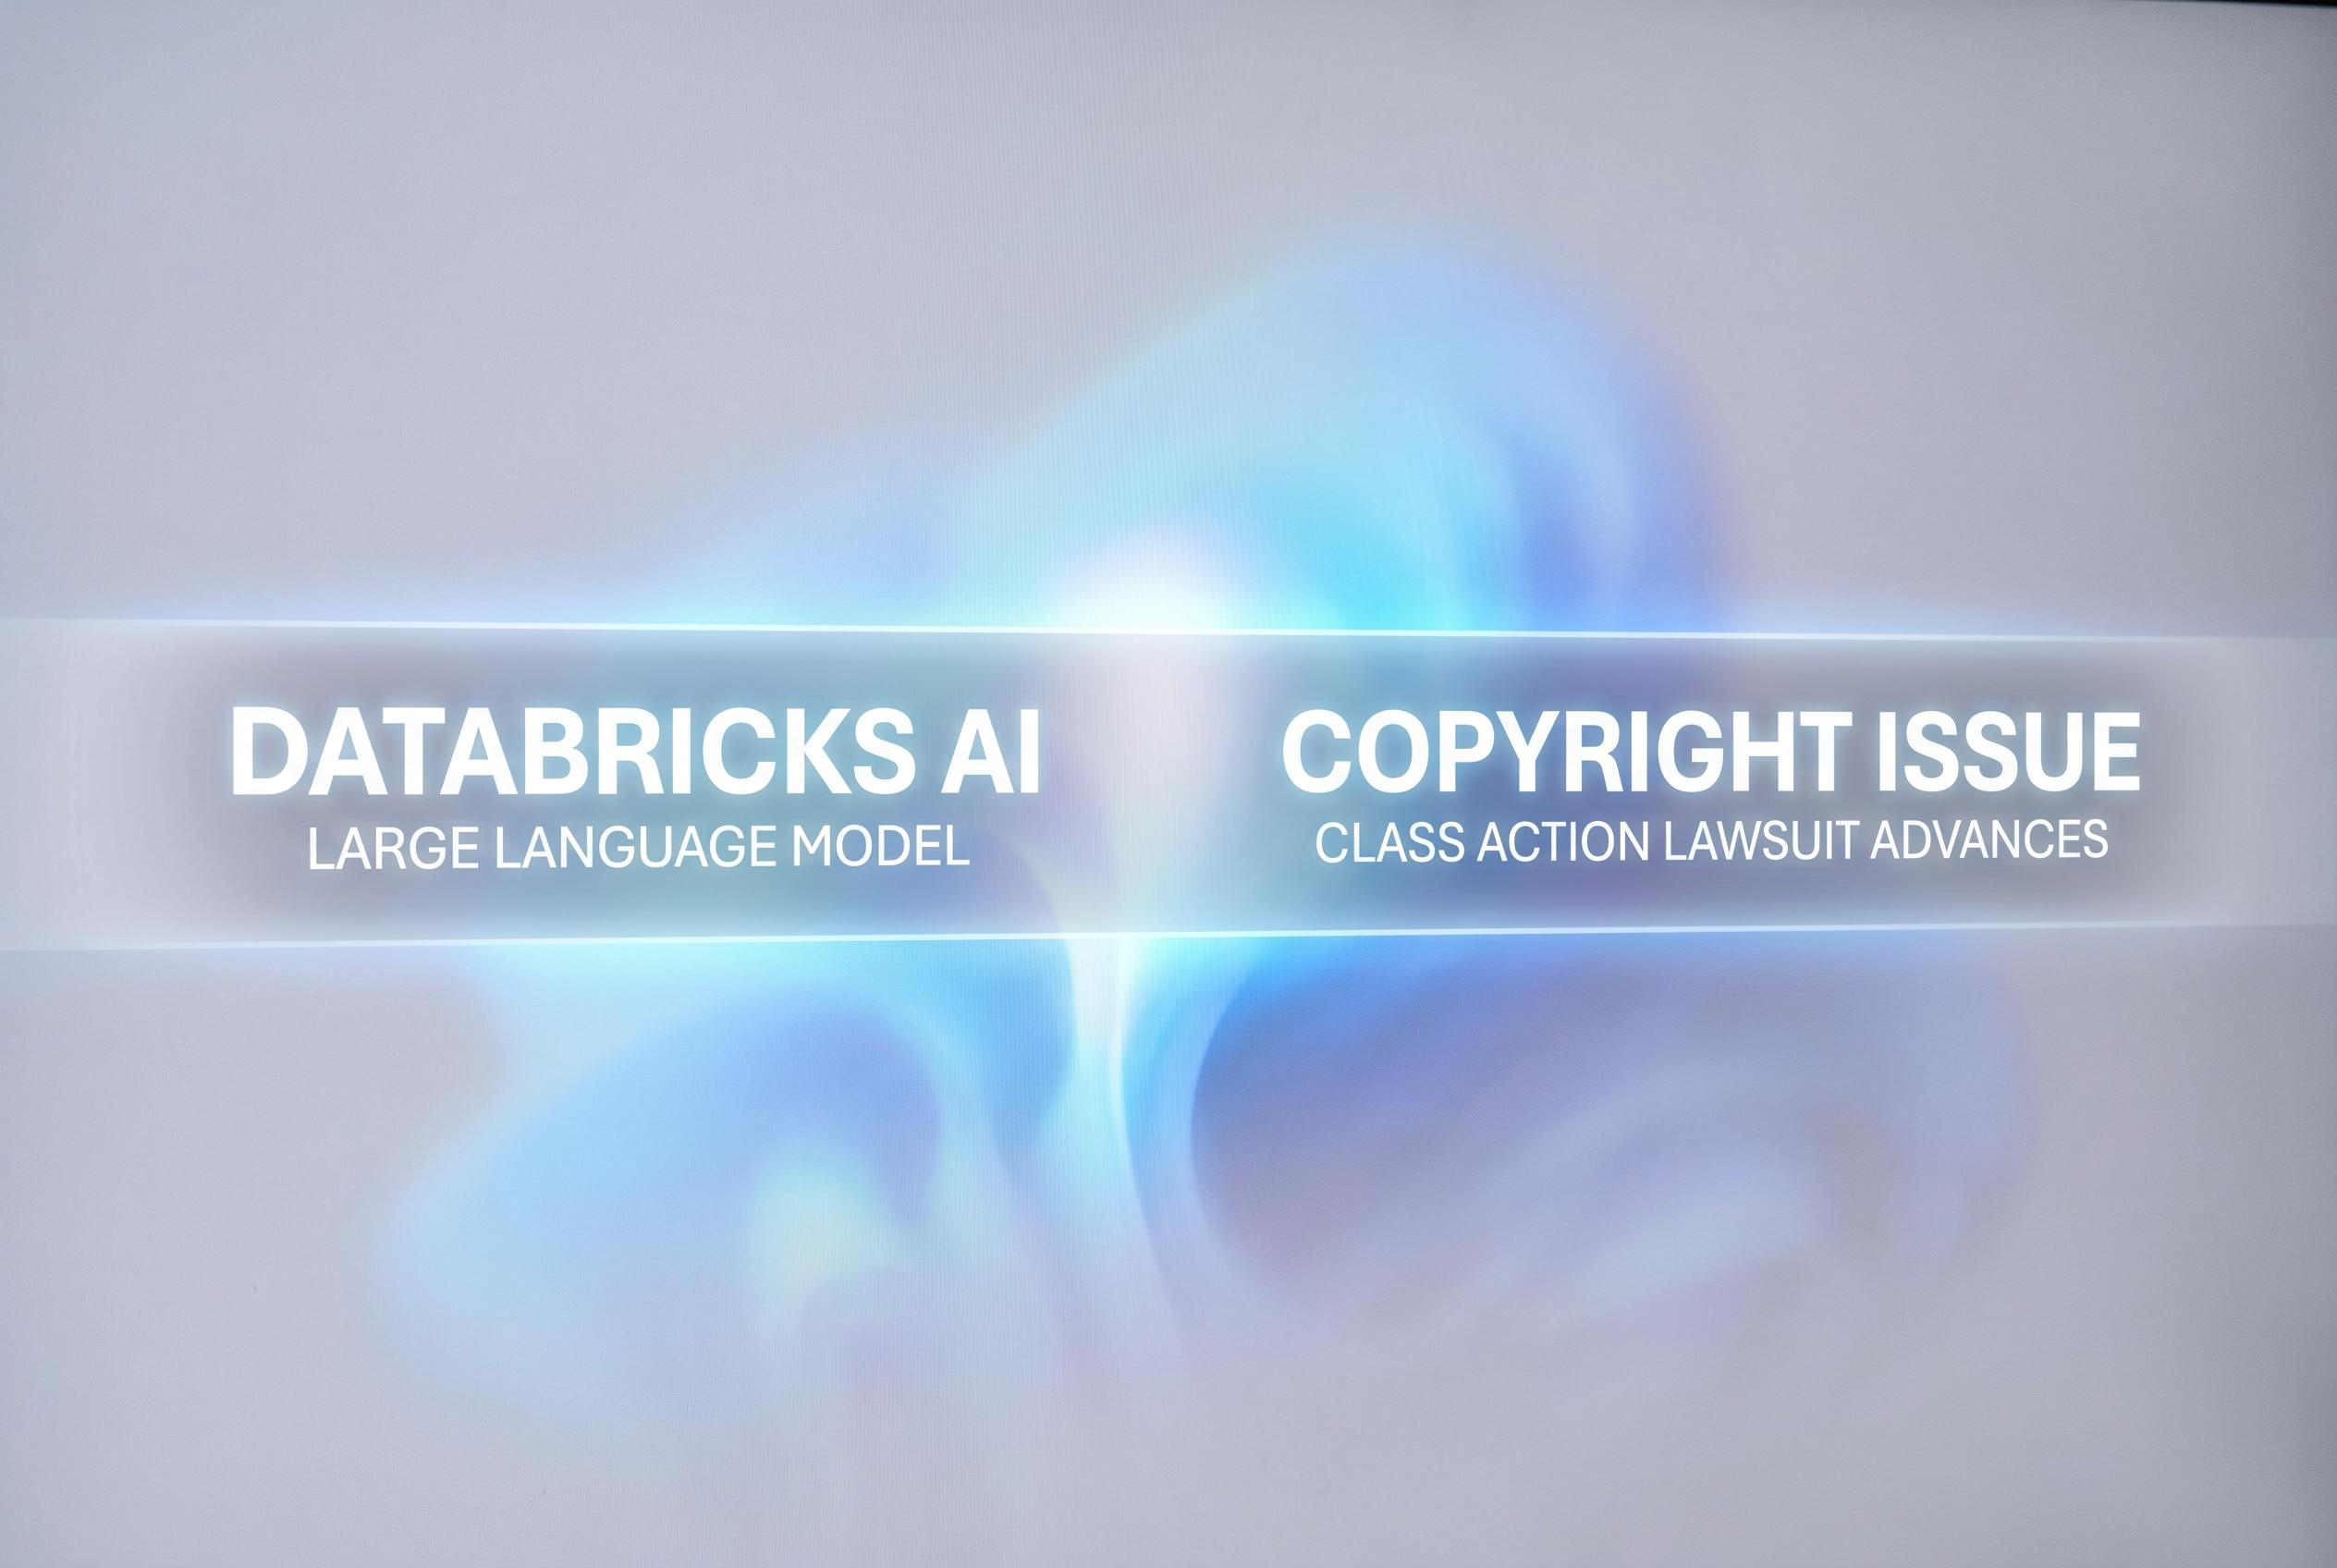 DATABRICKS AI
LARGE LANGUAGE MODEL
COPYRIGHT ISSUE
CLASS ACTION LAWSUIT ADVANCES